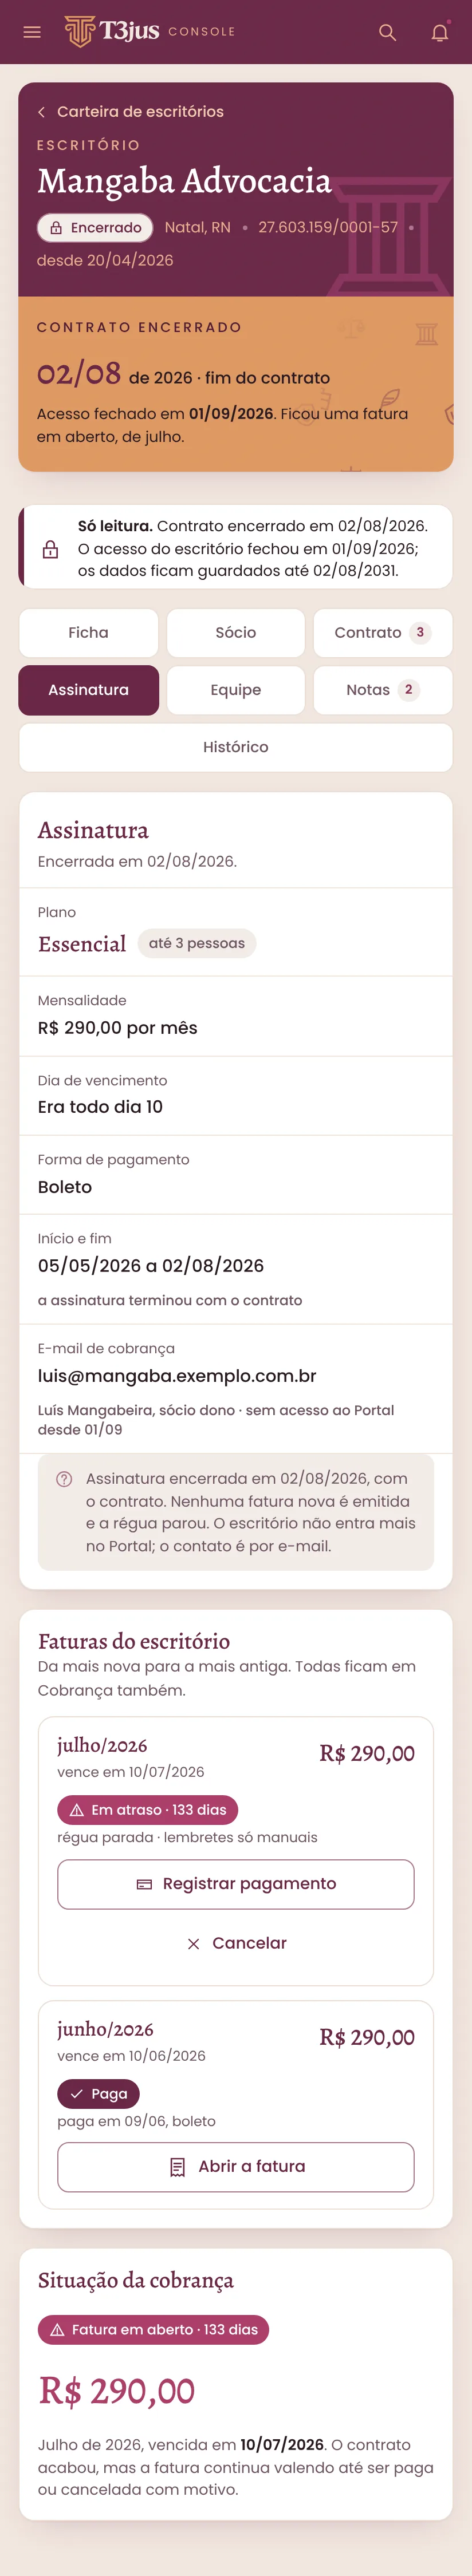 T3jus CONSOLE
Carteira de escritórios
ESCRITÓRIO
Mangaba Advocacia
Encerrado Natal, RN • 27.603.159/0001-57 •
desde 20/04/2026
CONTRATO ENCERRADO
02/08 de 2026 · fim do contrato
Acesso fechado em 01/09/2026. Ficou uma fatura
em aberto, de julho.
Só leitura. Contrato encerrado em 02/08/2026.
O acesso do escritório fechou em 01/09/2026;
os dados ficam guardados até 02/08/2031.
Ficha Sócio Contrato 3
Assinatura Equipe Notas 2
Histórico
Assinatura
Encerrada em 02/08/2026.
Plano
Essencial até 3 pessoas
Mensalidade
R$ 290,00 por mês
Dia de vencimento
Era todo dia 10
Forma de pagamento
Boleto
Início e fim
05/05/2026 a 02/08/2026
a assinatura terminou com o contrato
E-mail de cobrança
luis@mangaba.exemplo.com.br
Luís Mangabeira, sócio dono · sem acesso ao Portal
desde 01/09
Assinatura encerrada em 02/08/2026, com
o contrato. Nenhuma fatura nova é emitida
e a régua parou. O escritório não entra mais
no Portal; o contato é por e-mail.
Faturas do escritório
Da mais nova para a mais antiga. Todas ficam em
Cobrança também.
julho/2026 R$ 290,00
vence em 10/07/2026
Em atraso · 133 dias
régua parada · lembretes só manuais
Registrar pagamento
Cancelar
junho/2026 R$ 290,00
vence em 10/06/2026
Paga
paga em 09/06, boleto
Abrir a fatura
Situação da cobrança
Fatura em aberto · 133 dias
R$ 290,00
Julho de 2026, vencida em 10/07/2026. O contrato
acabou, mas a fatura continua valendo até ser paga
ou cancelada com motivo.